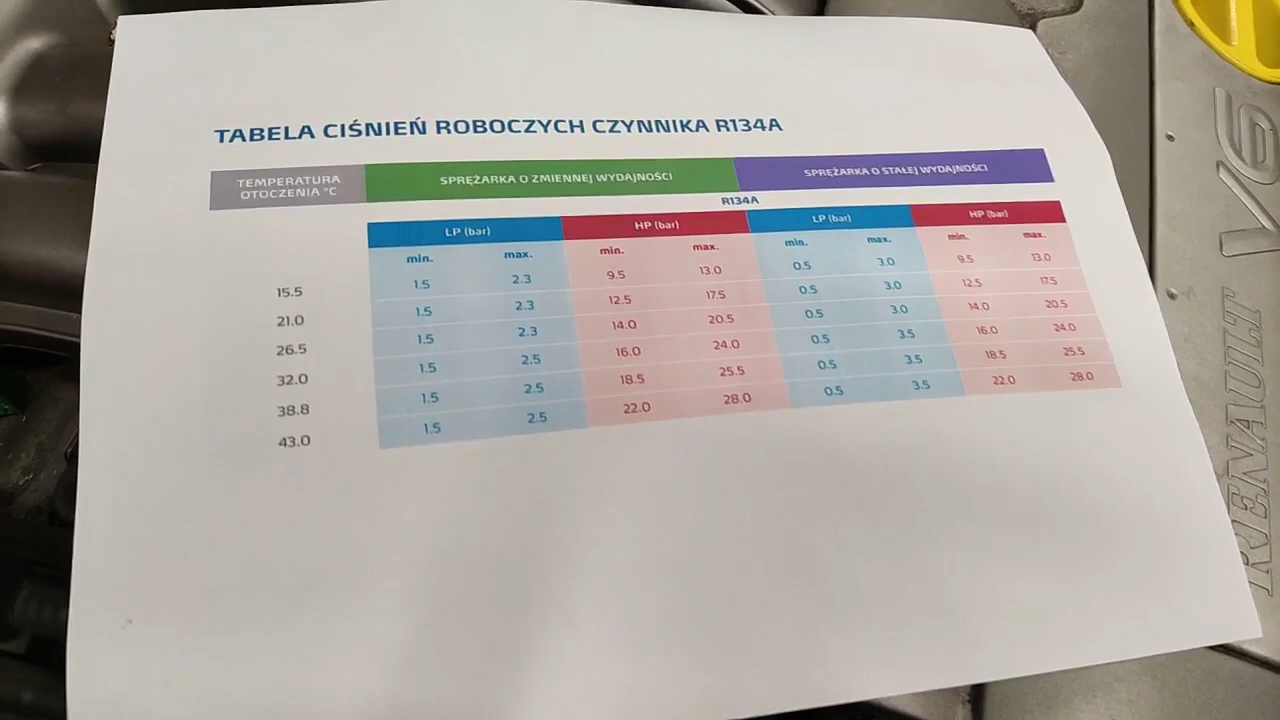 TABELA CIŚNIEŃ ROBOCZYCH CZYNNIKA R134A
TEMPERATURA OTOCZENIA °C SPRĘŻARKA O ZMIENNEJ WYDAJNOŚCI SPRĘŻARKA O STAŁEJ WYDAJNOŚCI
R134A
LP (bar) HP (bar) LP (bar) HP (bar)
min. max. min. max. min. max. min. max.
15.5 1.5 2.3 9.5 13.0 0.5 3.0 9.5 13.0
21.0 1.5 2.3 12.5 17.5 0.5 3.0 12.5 17.5
26.5 1.5 2.3 14.0 20.5 0.5 3.0 14.0 20.5
32.0 1.5 2.5 16.0 24.0 0.5 3.5 16.0 24.0
38.8 1.5 2.5 18.5 25.5 0.5 3.5 18.5 25.5
43.0 1.5 2.5 22.0 28.0 0.5 3.5 22.0 28.0
V6
RENAULT